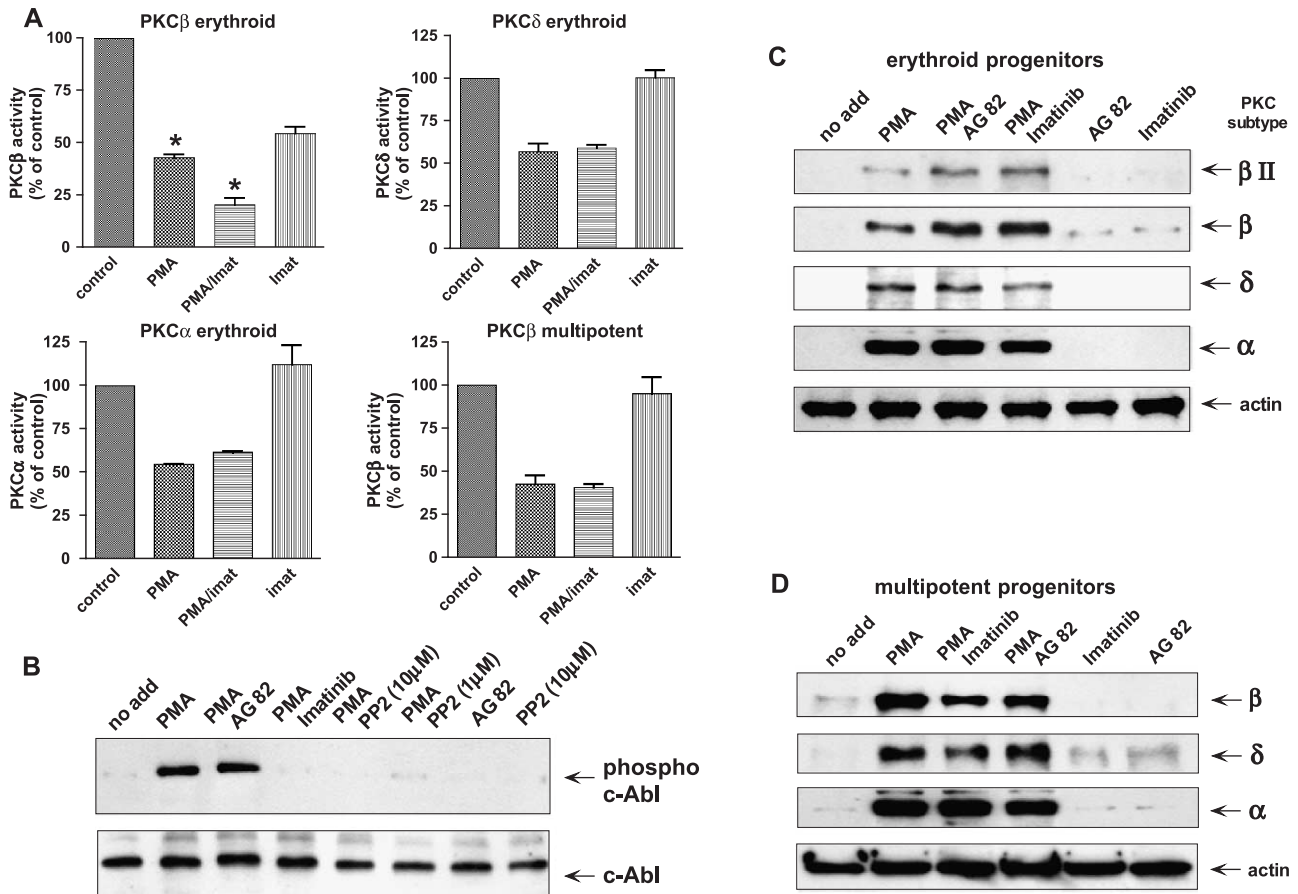 A
PKCβ erythroid
PKCβ activity
(% of control)
100
75
50
25
0
*
*
control
PMA
PMA/Imat
Imat
PKCδ erythroid
PKCδ activity
(% of control)
125
100
75
50
25
0
control
PMA
PMA/imat
imat
PKCα erythroid
PKCα activity
(% of control)
125
100
75
50
25
0
control
PMA
PMA/imat
imat
PKCβ multipotent
PKCβ activity
(% of control)
125
100
75
50
25
0
control
PMA
PMA/imat
imat
B
no add
PMA
PMA
AG 82
PMA
Imatinib
PMA
PP2 (10μM)
PMA
PP2 (1μM)
AG 82
PP2 (10μM)
phospho
c-Abl
c-Abl
C
erythroid progenitors
no add
PMA
PMA
AG 82
PMA
Imatinib
AG 82
Imatinib
PKC
subtype
β II
β
δ
α
actin
D
multipotent progenitors
no add
PMA
PMA
Imatinib
PMA
AG 82
Imatinib
AG 82
β
δ
α
actin